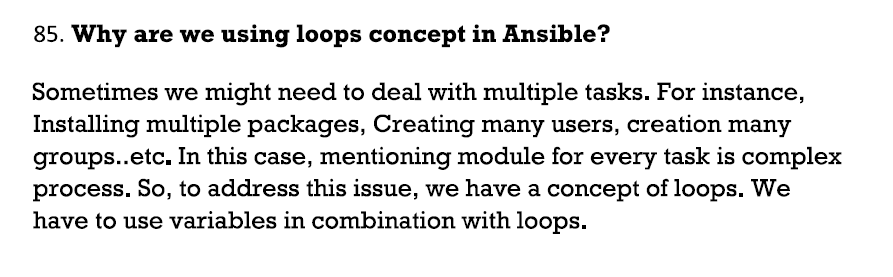 85. Why are we using loops concept in Ansible?
Sometimes we might need to deal with multiple tasks. For instance,
Installing multiple packages, Creating many users, creation many
groups..etc. In this case, mentioning module for every task is complex
process. So, to address this issue, we have a concept of loops. We
have to use variables in combination with loops.